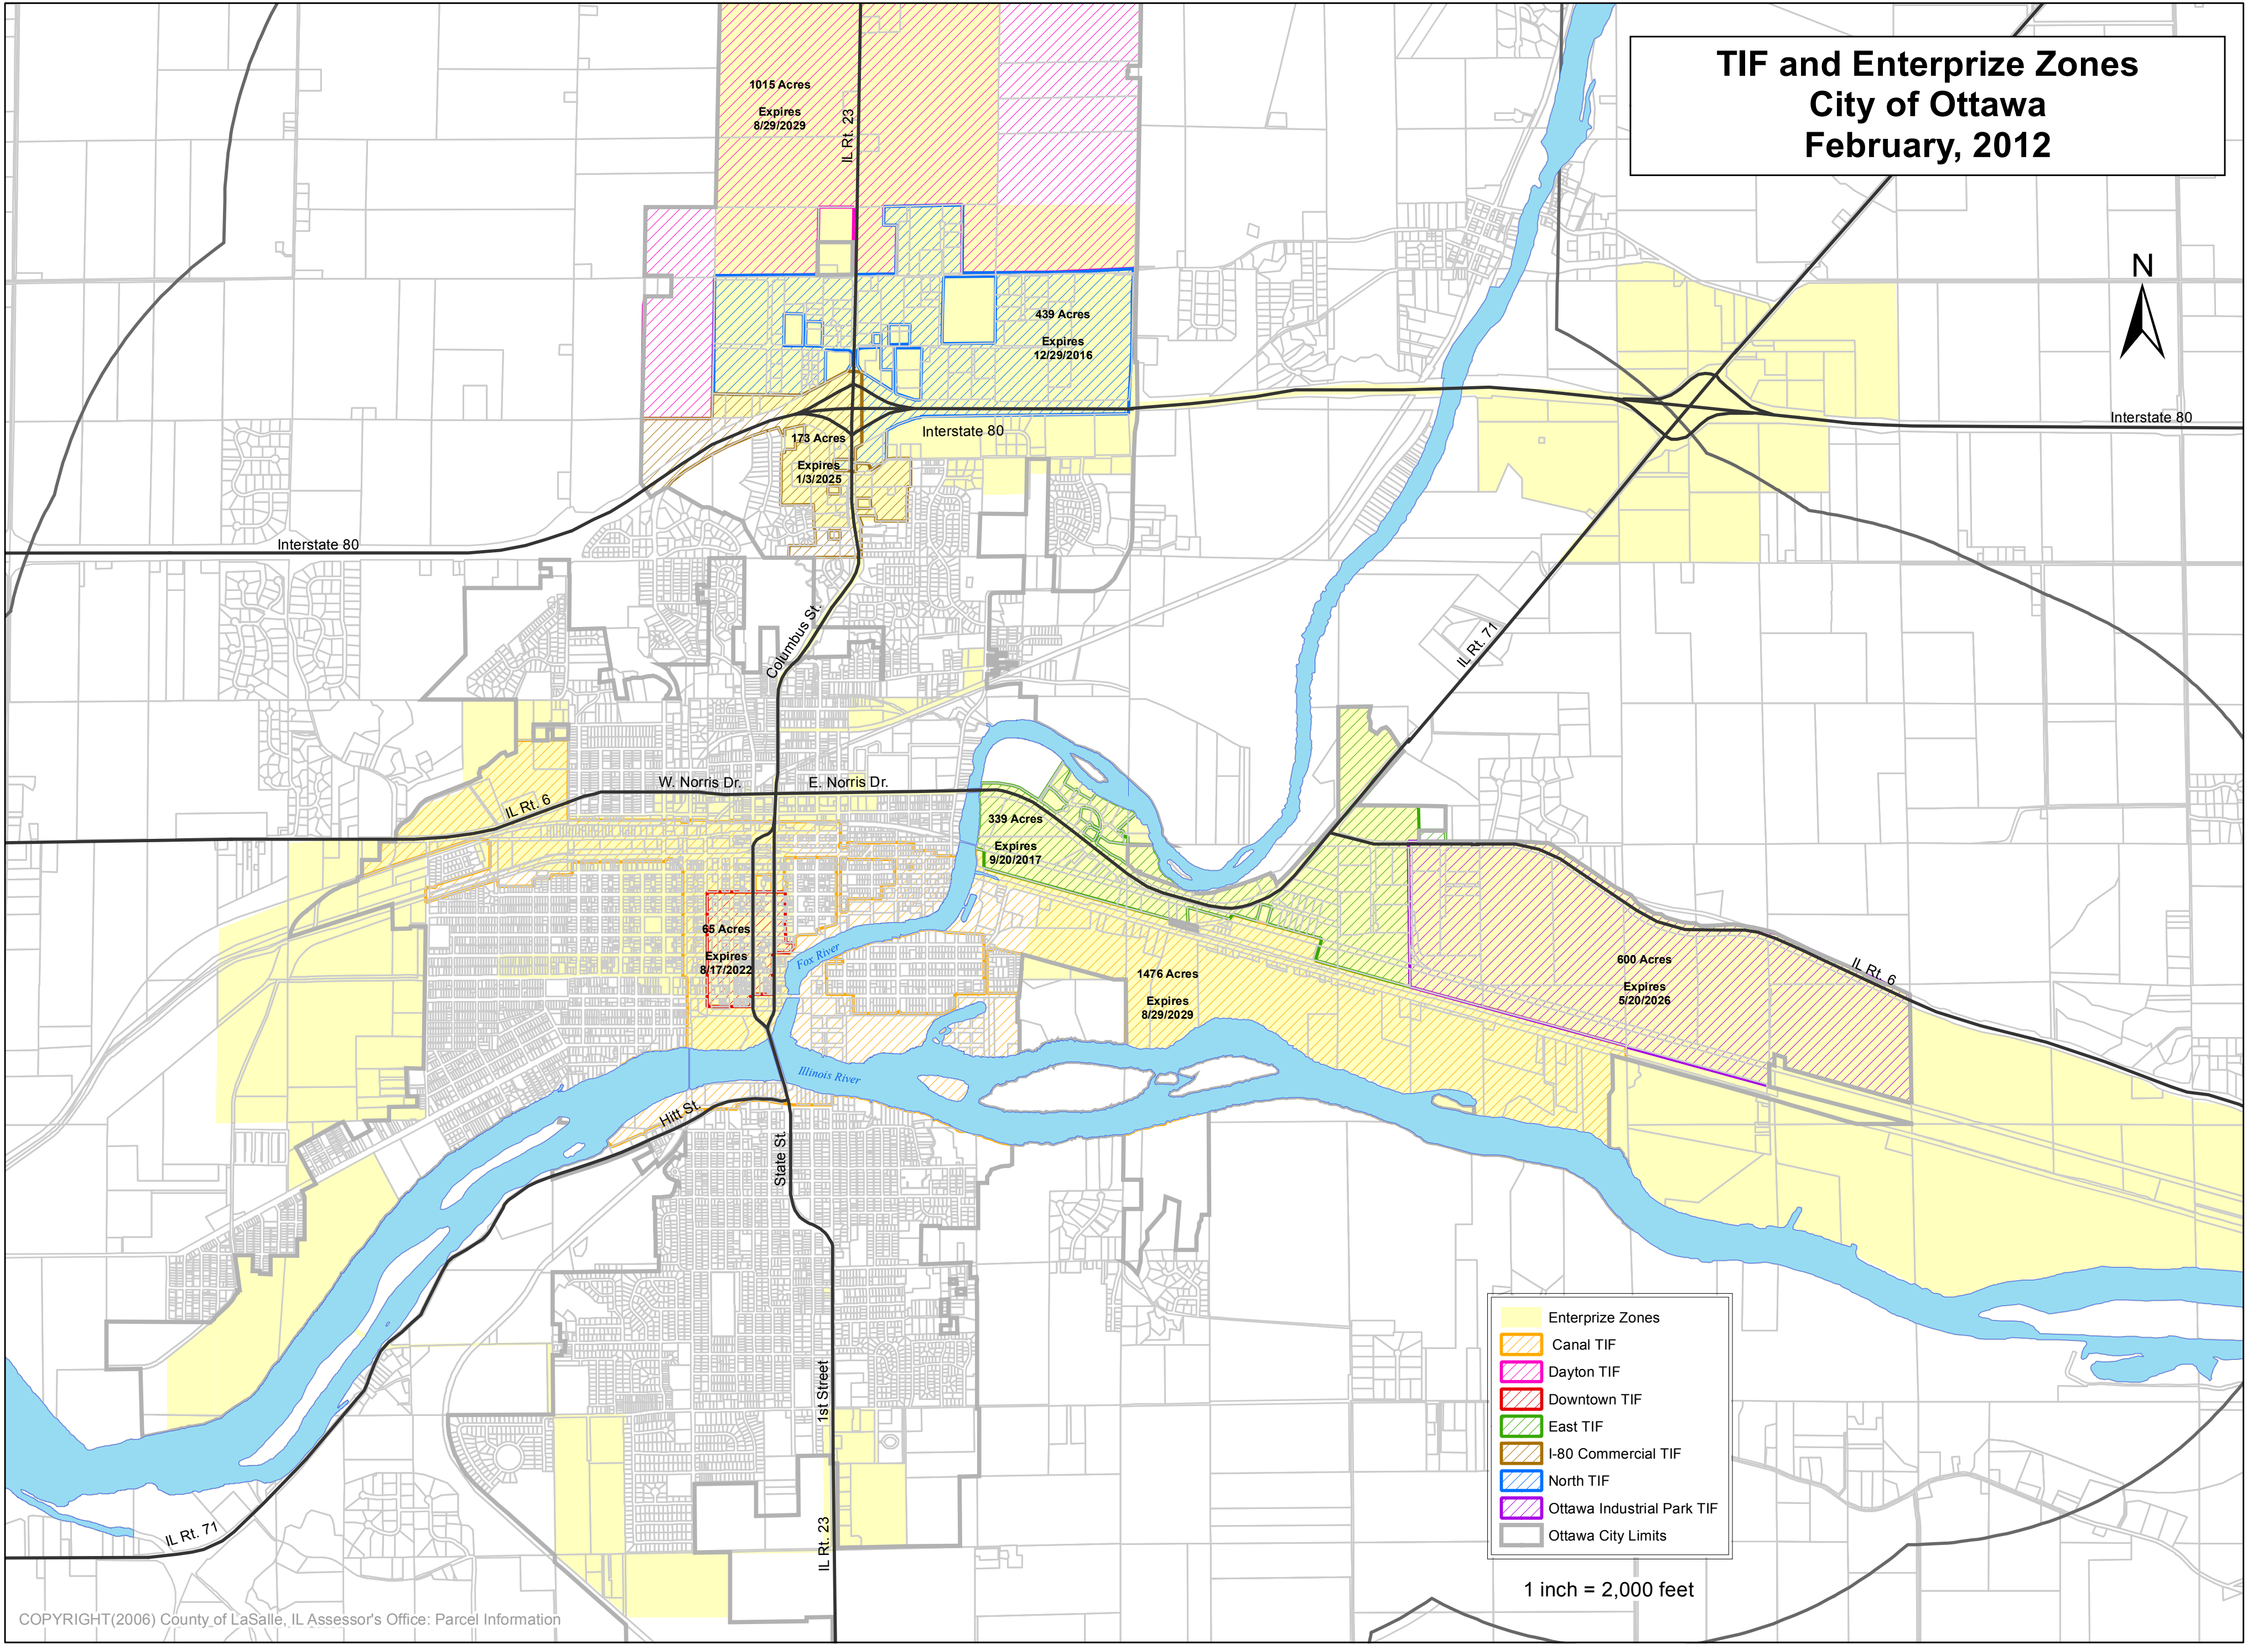 TIF and Enterprize Zones
City of Ottawa
February, 2012
N
1015 Acres
Expires
8/29/2029
IL Rt. 23
439 Acres
Expires
12/29/2016
173 Acres
Expires
1/3/2025
Interstate 80
Interstate 80
Interstate 80
Columbus St.
IL Rt. 71
W. Norris Dr.
E. Norris Dr.
IL Rt. 6
339 Acres
Expires
9/20/2017
65 Acres
Expires
8/17/2022
Fox River
1476 Acres
Expires
8/29/2029
600 Acres
Expires
5/20/2026
IL Rt. 6
Illinois River
Hitt St.
State St.
1st Street
IL Rt. 23
IL Rt. 71
Enterprize Zones
Canal TIF
Dayton TIF
Downtown TIF
East TIF
I-80 Commercial TIF
North TIF
Ottawa Industrial Park TIF
Ottawa City Limits
1 inch = 2,000 feet
COPYRIGHT(2006) County of LaSalle, IL Assessor's Office: Parcel Information